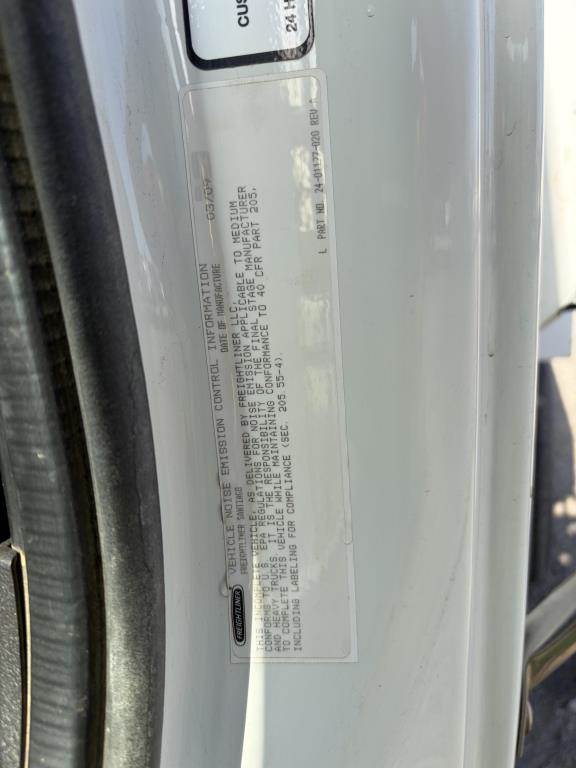 CUS
24 H
FREIGHTLINER
VEHICLE NOISE EMISSION CONTROL INFORMATION
FREIGHTLINER SANTIAGO DATE OF MANUFACTURE 03/07
THIS INCOMPLETE VEHICLE, AS DELIVERED BY FREIGHTLINER LLC,
CONFORMS TO U.S. EPA REGULATIONS FOR NOISE EMISSION APPLICABLE TO MEDIUM
AND HEAVY TRUCKS. IT IS THE RESPONSIBILITY OF THE FINAL STAGE MANUFACTURER
TO COMPLETE THIS VEHICLE WHILE MAINTAINING CONFORMANCE TO 40 CFR PART 205,
INCLUDING LABELING FOR COMPLIANCE (SEC. 205 55-4).
L PART NO. 24-01177-020 REV A